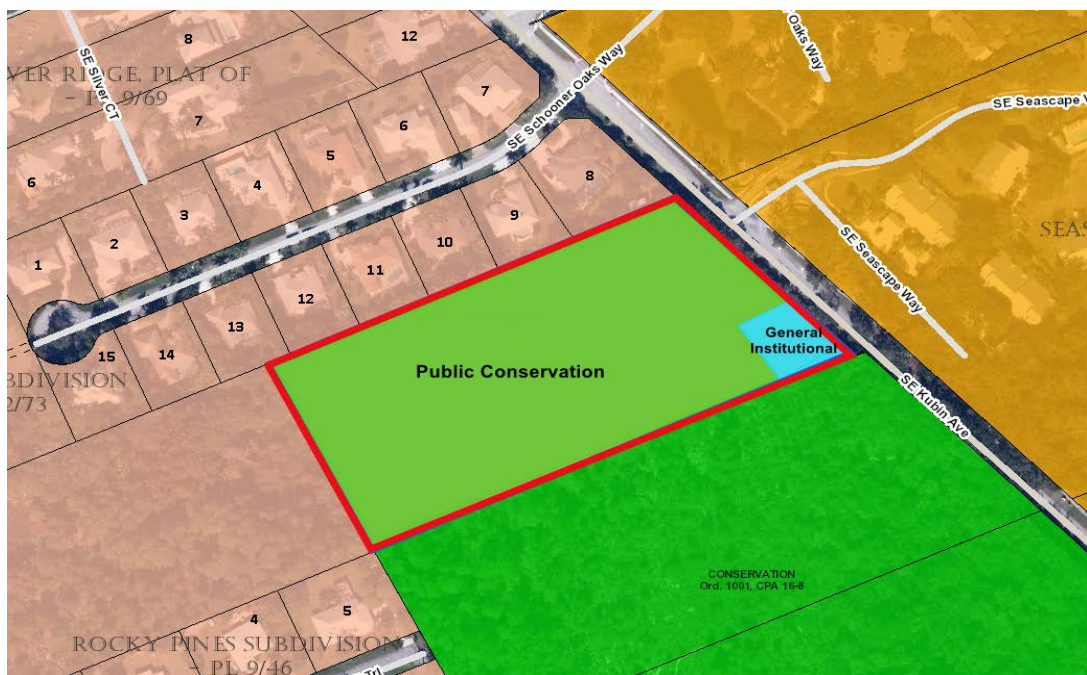 8
12
SE Silver CT
VER RIDGE, PLAT OF
9/69
7
7
6
6
5
4
3
2
1
SE Schooner Oaks Way
Oaks Way
SE Seascape
SE Seascape Way
SEAS
8
9
10
11
12
13
14
15
BDIVISION
2/73
General
Institutional
Public Conservation
SE Kubin Ave
CONSERVATION
Ord. 1001, CPA 16-8
5
4
ROCKY PINES SUBDIVISION
- PL 9/46
Trl